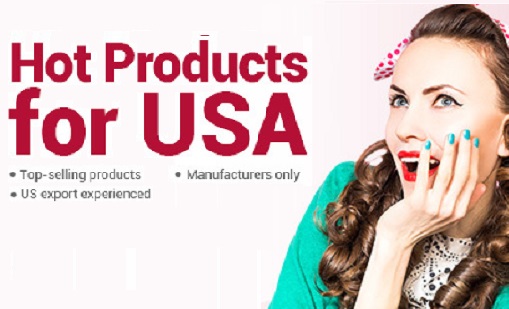 Hot Products
for USA
• Top-selling products • Manufacturers only
• US export experienced